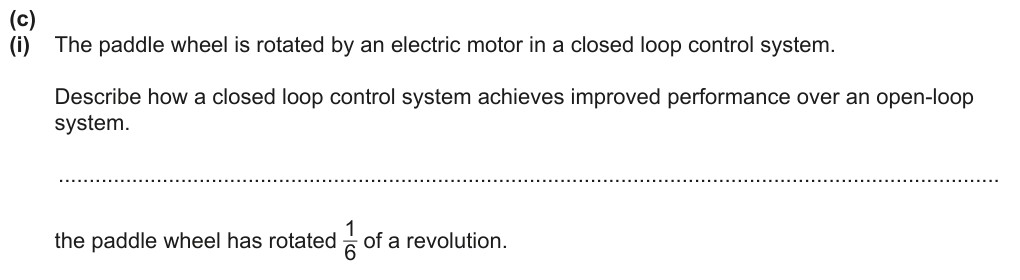 (c)
(i) The paddle wheel is rotated by an electric motor in a closed loop control system.
Describe how a closed loop control system achieves improved performance over an open-loop
system.
............................................................................................................................................................
the paddle wheel has rotated 1/6 of a revolution.